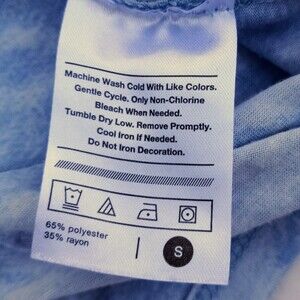 Machine Wash Cold With Like Colors.
Gentle Cycle. Only Non-Chlorine
Bleach When Needed.
Tumble Dry Low. Remove Promptly.
Cool Iron If Needed.
Do Not Iron Decoration.
65% polyester
35% rayon
S